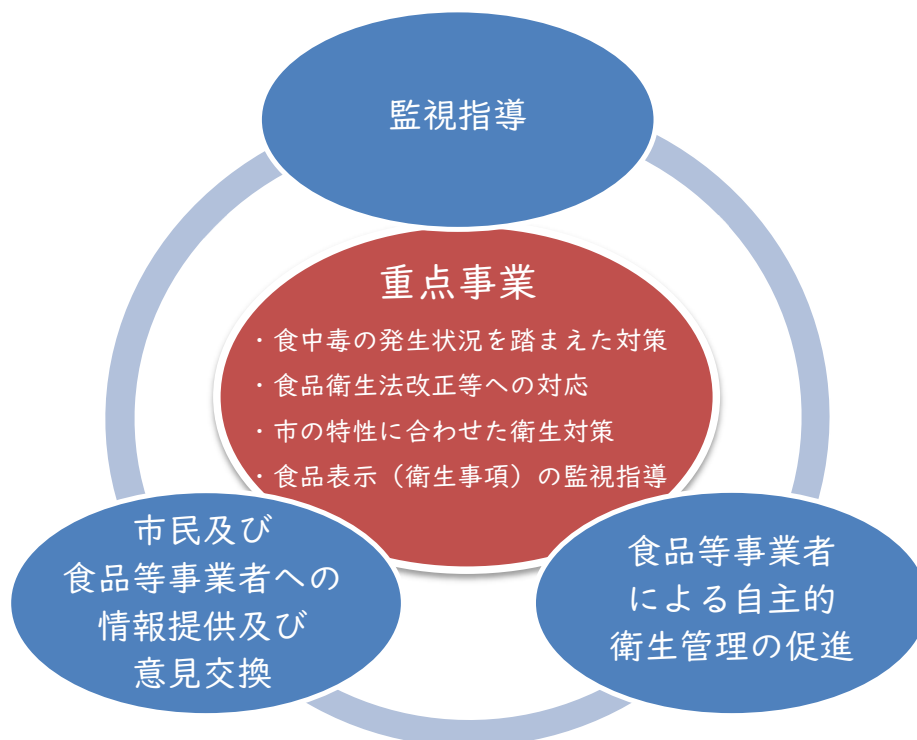 監視指導
重点事業
・食中毒の発生状況を踏まえた対策
・食品衛生法改正等への対応
・市の特性に合わせた衛生対策
・食品表示（衛生事項）の監視指導
市民及び
食品等事業者への
情報提供及び
意見交換
食品等事業者
による自主的
衛生管理の促進